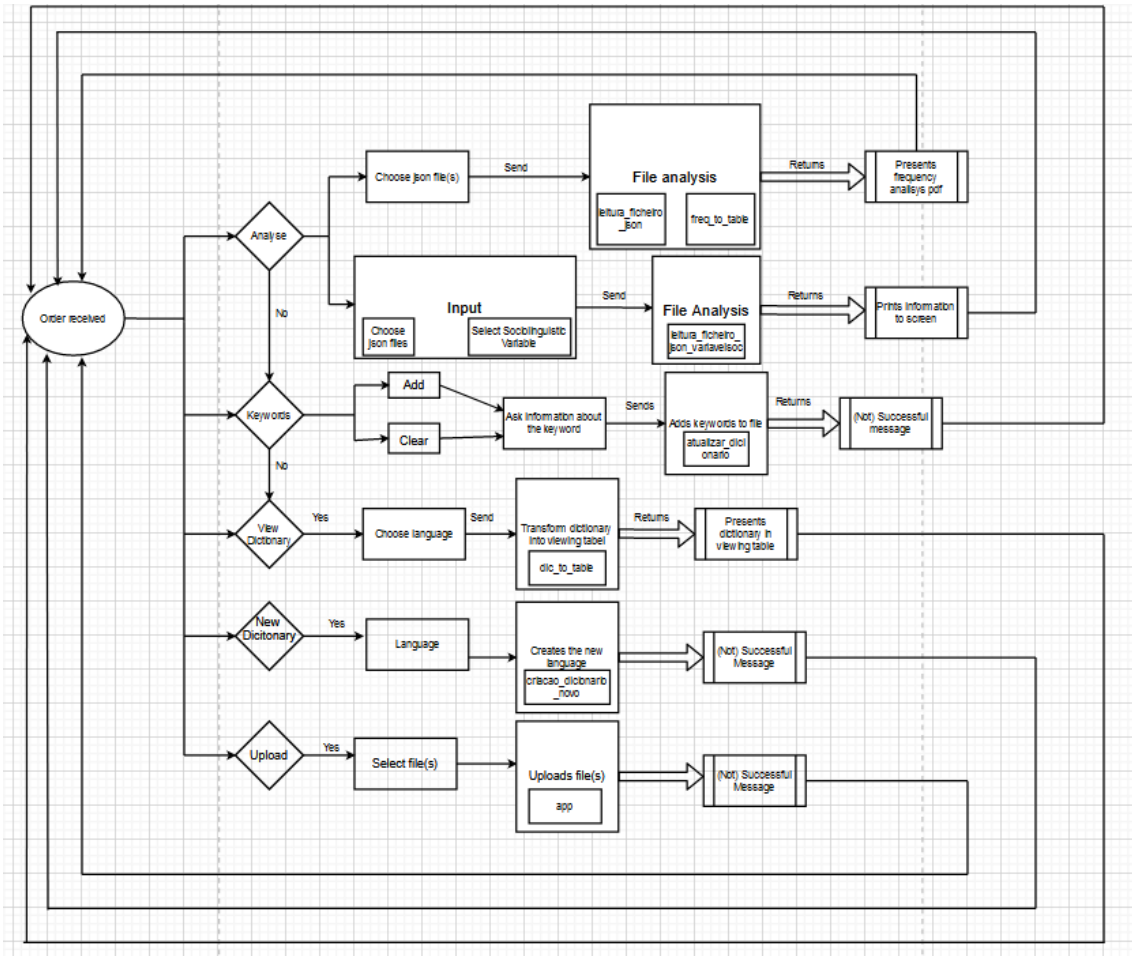 Choose json file(s)
Send
File analysis
leitura_ficheiro
_json
freq_to_table
Returns
Presents
frequency
analisys pdf
Analyse
No
Input
Choose
json files
Select Sociolinguistic
Variable
Send
File Analysis
leitura_ficheiro_
json_variavelsoc
Returns
Prints information
to screen
Order received
Keywords
No
Add
Clear
Ask information about
the keyword
Sends
Adds keywords to file
atualizar_dici
onario
Returns
(Not) Successful
message
View
Dictionary
Yes
Choose language
Send
Transform dictionary
into viewing tabel
dic_to_table
Returns
Presents
dictionary in
viewing table
New
Dicitonary
Yes
Language
Creates the new
language
criacao_dicionario
_novo
(Not) Successful
Message
Upload
Yes
Select file(s)
Uploads file(s)
app
(Not) Successful
Message